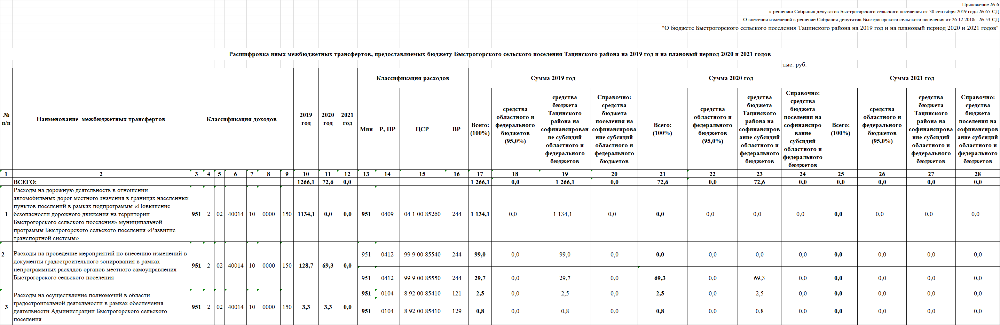 Приложение № 6
к решению Собрания депутатов Быстрогорского сельского поселения от 30 сентября 2019 года № 65-СД
О внесении изменений в решение Собрания депутатов Быстрогорского сельского поселения от 26.12.2018г. № 53-СД
"О бюджете Быстрогорского сельского поселения Тацинского района на 2019 год и на плановый период 2020 и 2021 годов"
Расшифровка иных межбюджетных трансфертов, предоставляемых бюджету Быстрогорского сельского поселения Тацинского района на 2019 год и на плановый период 2020 и 2021 годов
тыс. руб.
№
п/п
Наименование межбюджетных трансфертов
Классификация доходов
2019
год
2020
год
2021
год
Классификация расходов
Сумма 2019 год
Сумма 2020 год
Сумма 2021 год
Мин
Р, ПР
ЦСР
ВР
Всего:
(100%)
средства
областного и
федерального
бюджетов
(95,0%)
средства
бюджета
Тацинского
района на
софинансирован
ие субсидий
областного и
федерального
бюджетов
Справочно:
средства
бюджета
поселения на
софинансирова
ние субсидий
областного и
федерального
бюджетов
Всего:
(100%)
средства
областного и
федерального
бюджетов
(95,0%)
средства
бюджета
Тацинского
района на
софинансиров
ание субсидий
областного и
федерального
бюджетов
Справочно:
средства
бюджета
поселения на
софинансиро
вание
субсидий
областного и
федерального
бюджетов
Всего:
(100%)
средства
областного и
федерального
бюджетов
(95,0%)
средства
бюджета
Тацинского
района на
софинансирова
ние субсидий
областного и
федерального
бюджетов
Справочно:
средства
бюджета
поселения на
софинансиров
ание субсидий
областного и
федерального
бюджетов
1 2 3 4 5 6 7 8 9 10 11 12 13 14 15 16 17 18 19 20 21 22 23 24 25 26 27 28
ВСЕГО: 1266,1 72,6 0,0 1 266,1 0,0 1 266,1 0,0 72,6 0,0 72,6 0,0 0,0 0,0 0,0 0,0
Расходы на дорожную деятельность в отношении
автомобильных дорог местного значения в границах населенных
пунктов поселений в рамках подпрограммы «Повышение
1 безопасности дорожного движения на территории 951 2 02 40014 10 0000 150 1134,1 0,0 0,0 951 0409 04 1 00 85260 244 1 134,1 0,0 1 134,1 0,0 0,0 0,0 0,0 0,0 0,0 0,0 0,0 0,0
Быстрогорского сельского поселения» муниципальной
программы Быстрогорского сельского поселения «Развитие
транспортной системы»
2 Расходы на проведение мероприятий по внесению изменений в
документы градостроительного зонирования в рамках
непрограммных расхлдов органов местного самоуправления
Быстрогорского сельского поселения
951 2 02 40014 10 0000 150 128,7 69,3 0,0
951 0412 99 9 00 85540 244 99,0 0,0 99,0 0,0 0,0 0,0 0,0 0,0 0,0 0,0 0,0 0,0
951 0412 99 9 00 85550 244 29,7 0,0 29,7 0,0 69,3 0,0 69,3 0,0 0,0 0,0 0,0 0,0
3 Расходы на осуществление полномочий в области
градостроительной деятельности в рамках обеспечения
деятельности Администрации Быстрогорского сельского
поселения
951 2 02 40014 10 0000 150 3,3 3,3 0,0
951 0104 8 92 00 85410 121 2,5 0,0 2,5 0,0 2,5 0,0 2,5 0,0 0,0 0,0 0,0 0,0
951 0104 8 92 00 85410 129 0,8 0,0 0,8 0,0 0,8 0,0 0,8 0,0 0,0 0,0 0,0 0,0